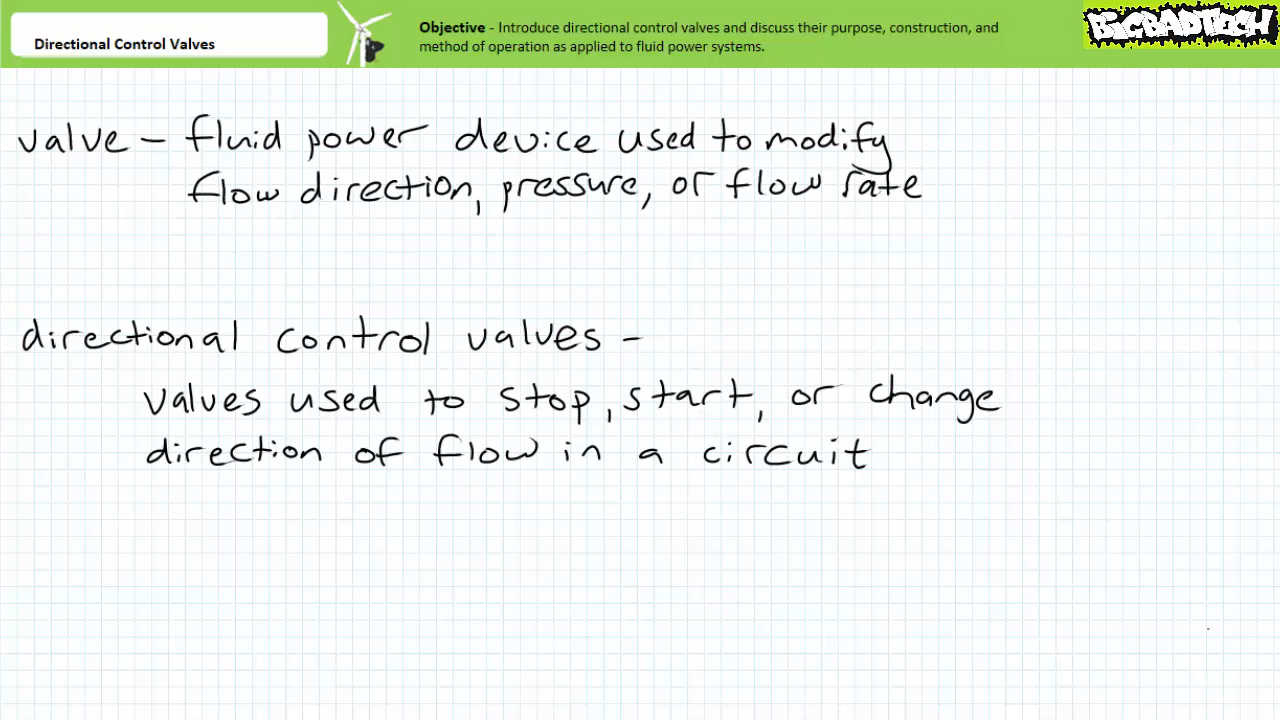 Directional Control Valves
Objective - Introduce directional control valves and discuss their purpose, construction, and
method of operation as applied to fluid power systems.
BIGBADTECH
valve – fluid power device used to modify
flow direction, pressure, or flow rate
directional control valves –
valves used to stop, start, or change
direction of flow in a circuit